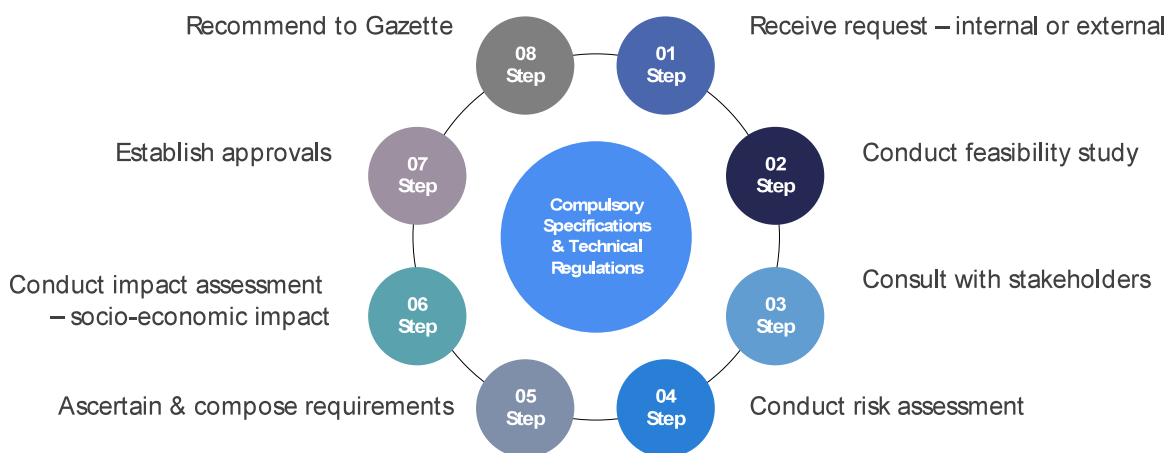 Recommend to Gazette
08
Step
01
Step
Receive request – internal or external
Establish approvals
07
Step
02
Step
Conduct feasibility study
Compulsory
Specifications
& Technical
Regulations
Conduct impact assessment
– socio-economic impact
06
Step
03
Step
Consult with stakeholders
Ascertain & compose requirements
05
Step
04
Step
Conduct risk assessment